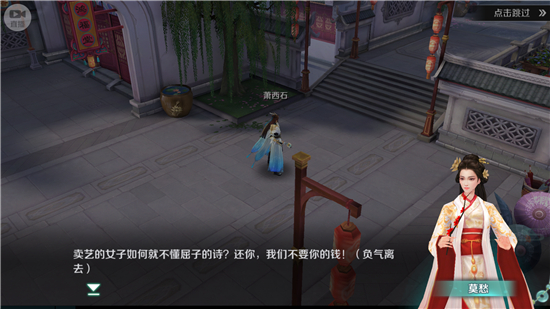 直播
点击跳过
萧西石
卖艺的女子如何就不懂屈子的诗？还你，我们不要你的钱！（负气离
去）
莫愁